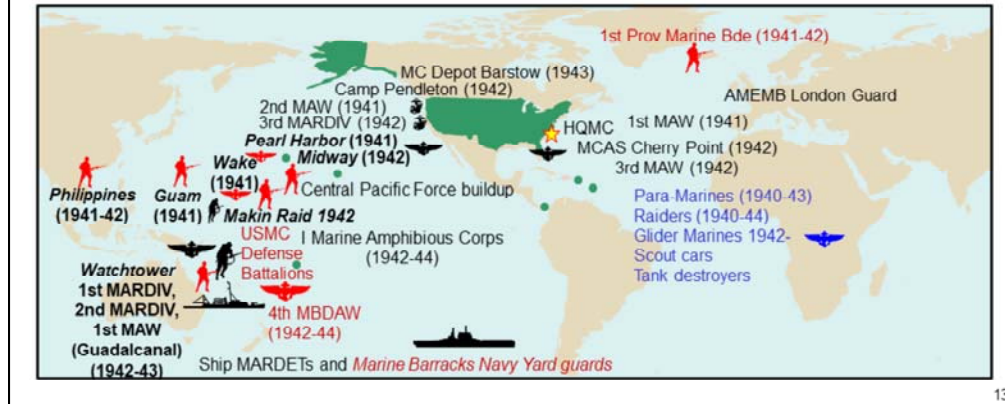 1st Prov Marine Bde (1941-42)
MC Depot Barstow (1943)
Camp Pendleton (1942)
AMEMB London Guard
2nd MAW (1941)
3rd MARDIV (1942)
HQMC
1st MAW (1941)
Pearl Harbor (1941)
MCAS Cherry Point (1942)
Midway (1942)
3rd MAW (1942)
Wake
(1941)
Philippines
(1941-42)
Guam
(1941)
Central Pacific Force buildup
Makin Raid 1942
Para-Marines (1940-43)
Raiders (1940-44)
Glider Marines 1942-
Scout cars
Tank destroyers
USMC
Defense
Battalions
I Marine Amphibious Corps
(1942-44)
Watchtower
1st MARDIV,
2nd MARDIV,
1st MAW
(Guadalcanal)
(1942-43)
4th MBDAW
(1942-44)
Ship MARDETs and Marine Barracks Navy Yard guards
13